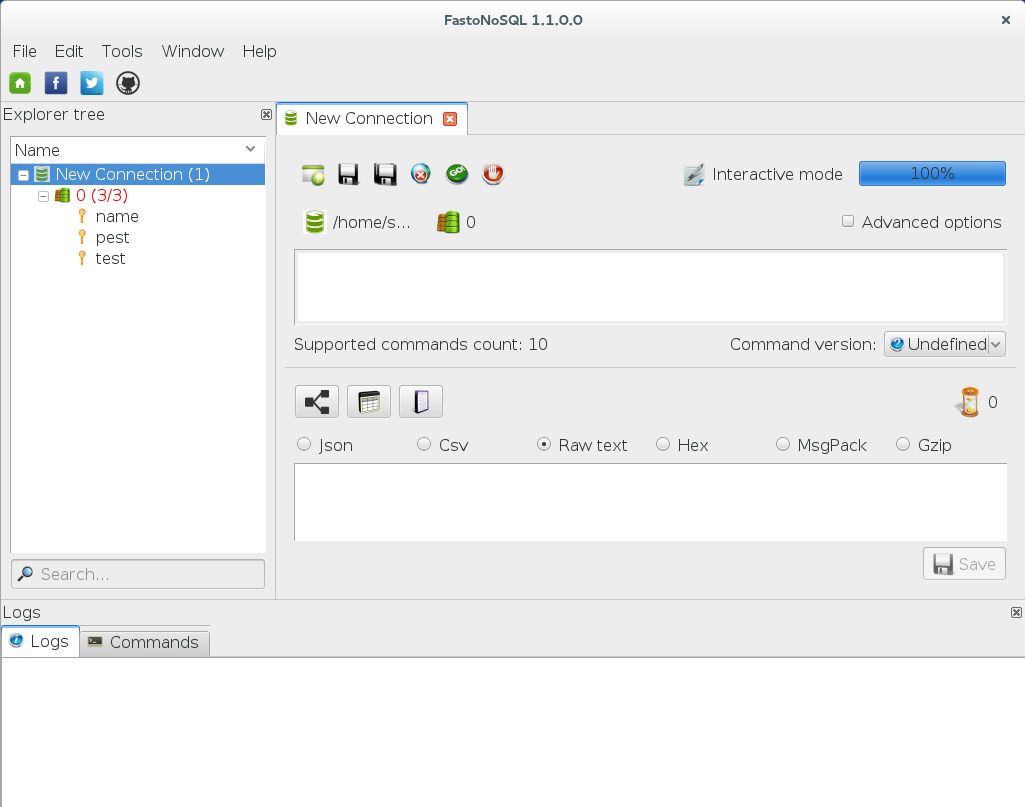 FastoNoSQL 1.1.0.0
File Edit Tools Window Help
Explorer tree
Name
New Connection (1)
0 (3/3)
name
pest
test
Search...
New Connection
GO
Interactive mode
100%
/home/s...
0
Advanced options
Supported commands count: 10
Command version:
Undefined
0
Json Csv Raw text Hex MsgPack Gzip
Save
Logs
Logs
Commands